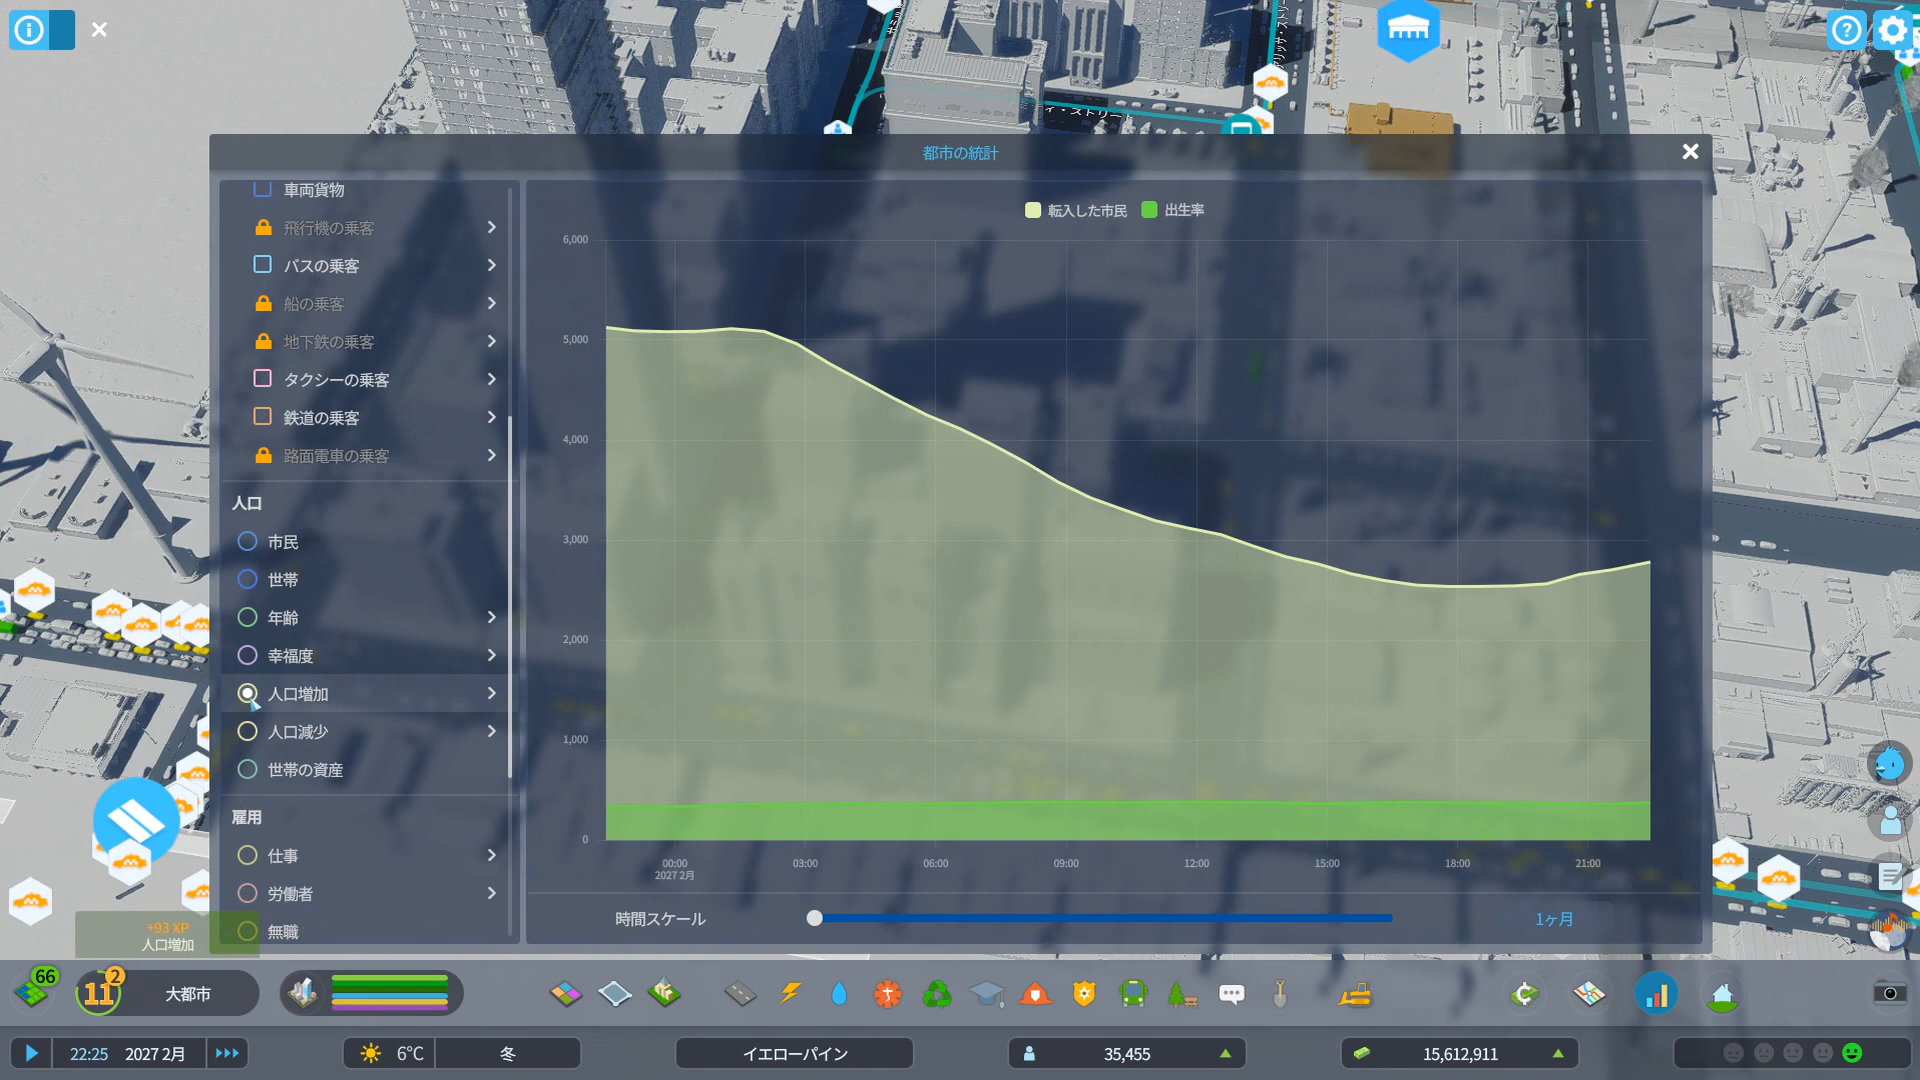 都市の統計
車両貨物
飛行機の乗客
バスの乗客
船の乗客
地下鉄の乗客
タクシーの乗客
鉄道の乗客
路面電車の乗客
人口
市民
世帯
年齢
幸福度
人口増加
人口減少
世帯の資産
雇用
仕事
労働者
無職
転入した市民
出生率
6,000
5,000
4,000
3,000
2,000
1,000
0
00:00
03:00
06:00
09:00
12:00
15:00
18:00
21:00
2027 2月
時間スケール
1ヶ月
+93 XP
人口増加
66
11
2
大都市
22:25
2027 2月
6°C
冬
イエローパイン
35,455
15,612,911